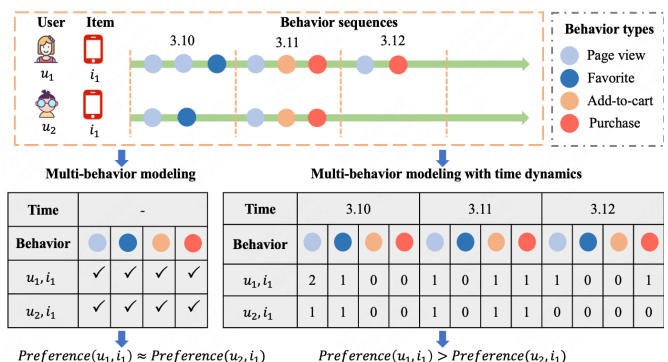 User Item Behavior sequences
3.10 3.11 3.12
u₁ i₁
u₂ i₁
Behavior types
Page view
Favorite
Add-to-cart
Purchase
Multi-behavior modeling
Time -
Behavior
u₁, i₁ ✓ ✓ ✓ ✓
u₂, i₁ ✓ ✓ ✓ ✓
Preference(u₁,i₁) ≈ Preference(u₂,i₁)
Multi-behavior modeling with time dynamics
Time 3.10 3.11 3.12
Behavior
u₁, i₁ 2 1 0 0 1 0 1 1 1 0 0 1
u₂, i₁ 1 1 0 0 1 0 1 1 0 0 0 0
Preference(u₁,i₁) > Preference(u₂,i₁)